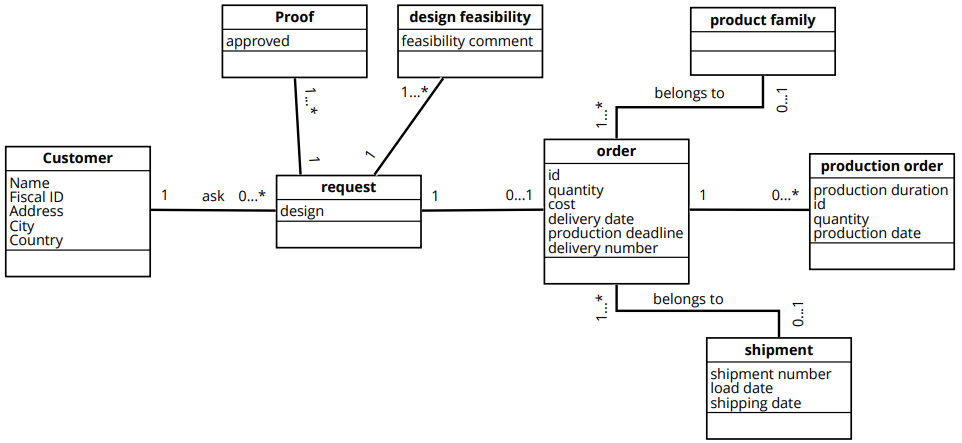 Proof
approved
design feasibility
feasibility comment
product family
1...*
1...*
belongs to
0...1
1...*
1
1
Customer
Name
Fiscal ID
Address
City
Country
1
ask
0...*
request
design
1
0...1
order
id
quantity
cost
delivery date
production deadline
delivery number
1
0...*
production order
production duration
id
quantity
production date
1...*
belongs to
0...1
shipment
shipment number
load date
shipping date